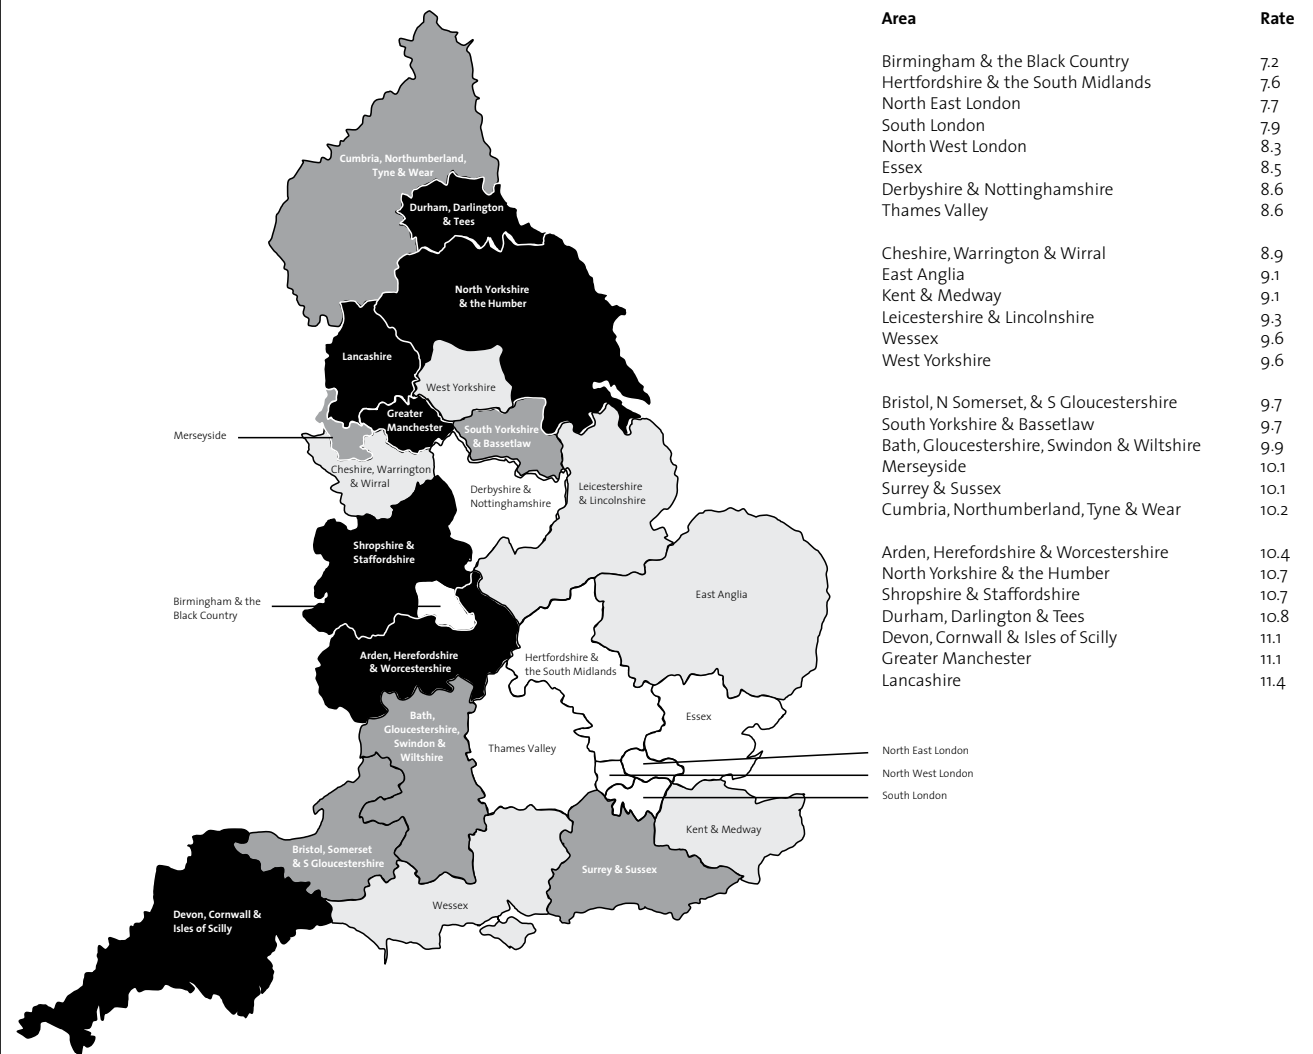 Area Rate
Birmingham & the Black Country 7.2
Hertfordshire & the South Midlands 7.6
North East London 7.7
South London 7.9
North West London 8.3
Essex 8.5
Derbyshire & Nottinghamshire 8.6
Thames Valley 8.6
Cheshire, Warrington & Wirral 8.9
East Anglia 9.1
Kent & Medway 9.1
Leicestershire & Lincolnshire 9.3
Wessex 9.6
West Yorkshire 9.6
Bristol, N Somerset, & S Gloucestershire 9.7
South Yorkshire & Bassetlaw 9.7
Bath, Gloucestershire, Swindon & Wiltshire 9.9
Merseyside 10.1
Surrey & Sussex 10.1
Cumbria, Northumberland, Tyne & Wear 10.2
Arden, Herefordshire & Worcestershire 10.4
North Yorkshire & the Humber 10.7
Shropshire & Staffordshire 10.7
Durham, Darlington & Tees 10.8
Devon, Cornwall & Isles of Scilly 11.1
Greater Manchester 11.1
Lancashire 11.4
Cumbria, Northumberland,
Tyne & Wear
Durham, Darlington
& Tees
North Yorkshire
& the Humber
Lancashire
West Yorkshire
Greater
Manchester
South Yorkshire
& Bassetlaw
Merseyside
Cheshire, Warrington
& Wirral
Derbyshire &
Nottinghamshire
Leicestershire
& Lincolnshire
Shropshire &
Staffordshire
Birmingham & the
Black Country
East Anglia
Arden, Herefordshire
& Worcestershire
Hertfordshire &
the South Midlands
Bath,
Gloucestershire,
Swindon &
Wiltshire
Essex
Thames Valley
North East London
North West London
South London
Kent & Medway
Bristol, Somerset
& S Gloucestershire
Surrey & Sussex
Wessex
Devon, Cornwall &
Isles of Scilly